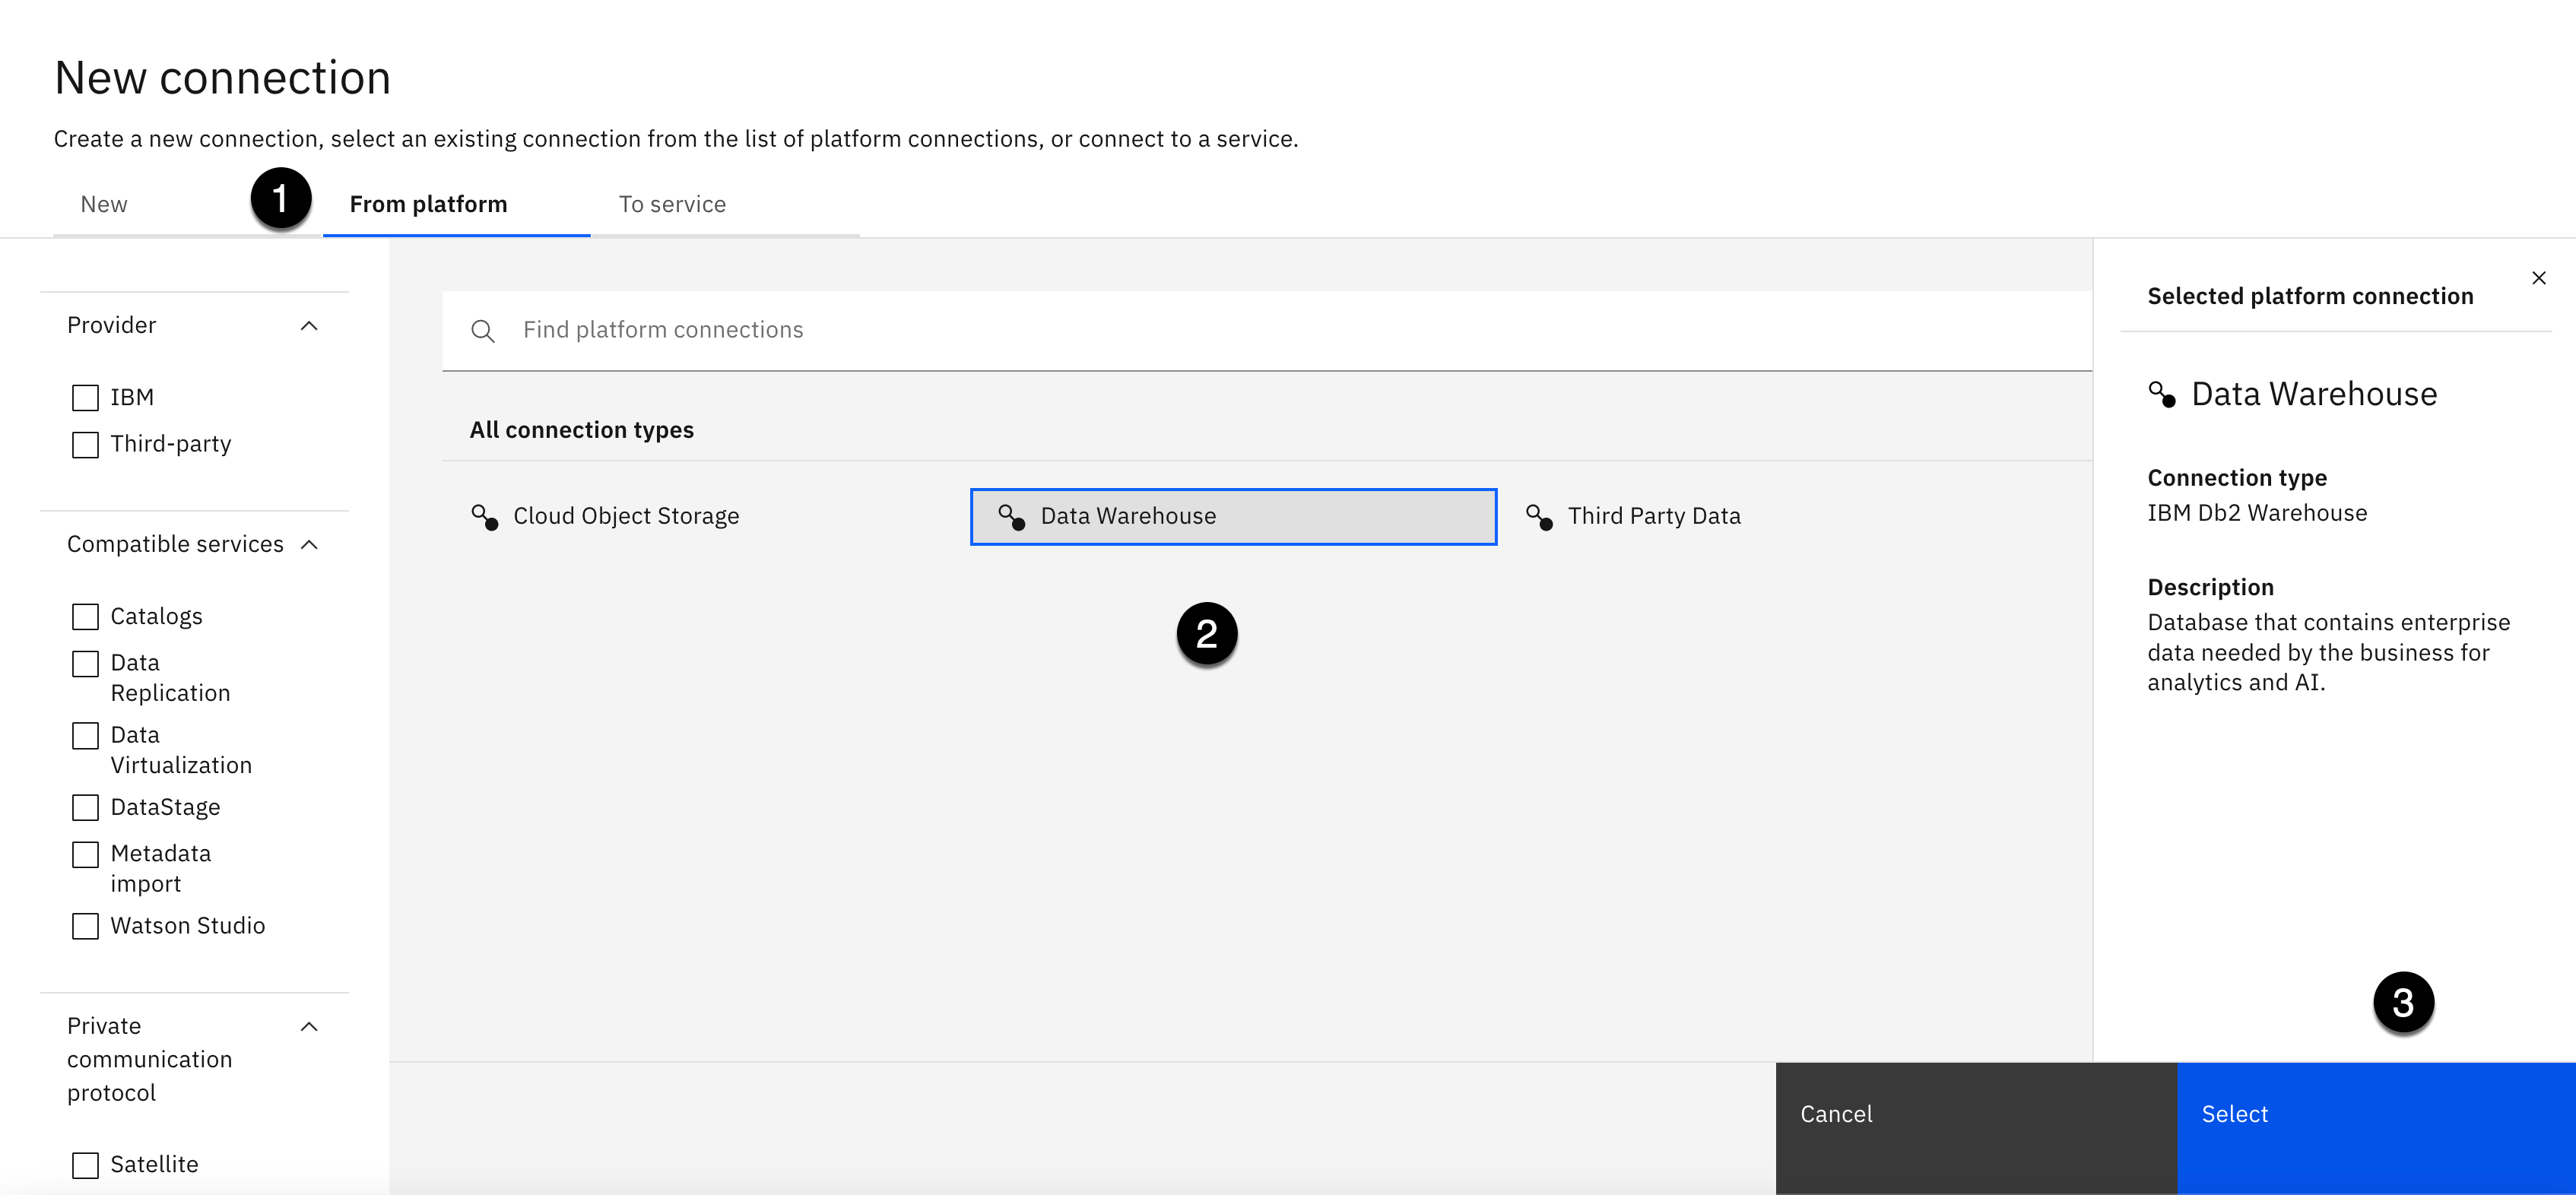 New connection
Create a new connection, select an existing connection from the list of platform connections, or connect to a service.
New
1
From platform
To service
Provider
IBM
Third-party
Compatible services
Catalogs
Data
Replication
Data
Virtualization
DataStage
Metadata
import
Watson Studio
Private
communication
protocol
Satellite
Find platform connections
All connection types
Cloud Object Storage
Data Warehouse
Third Party Data
2
Selected platform connection
Data Warehouse
Connection type
IBM Db2 Warehouse
Description
Database that contains enterprise
data needed by the business for
analytics and AI.
3
Cancel
Select